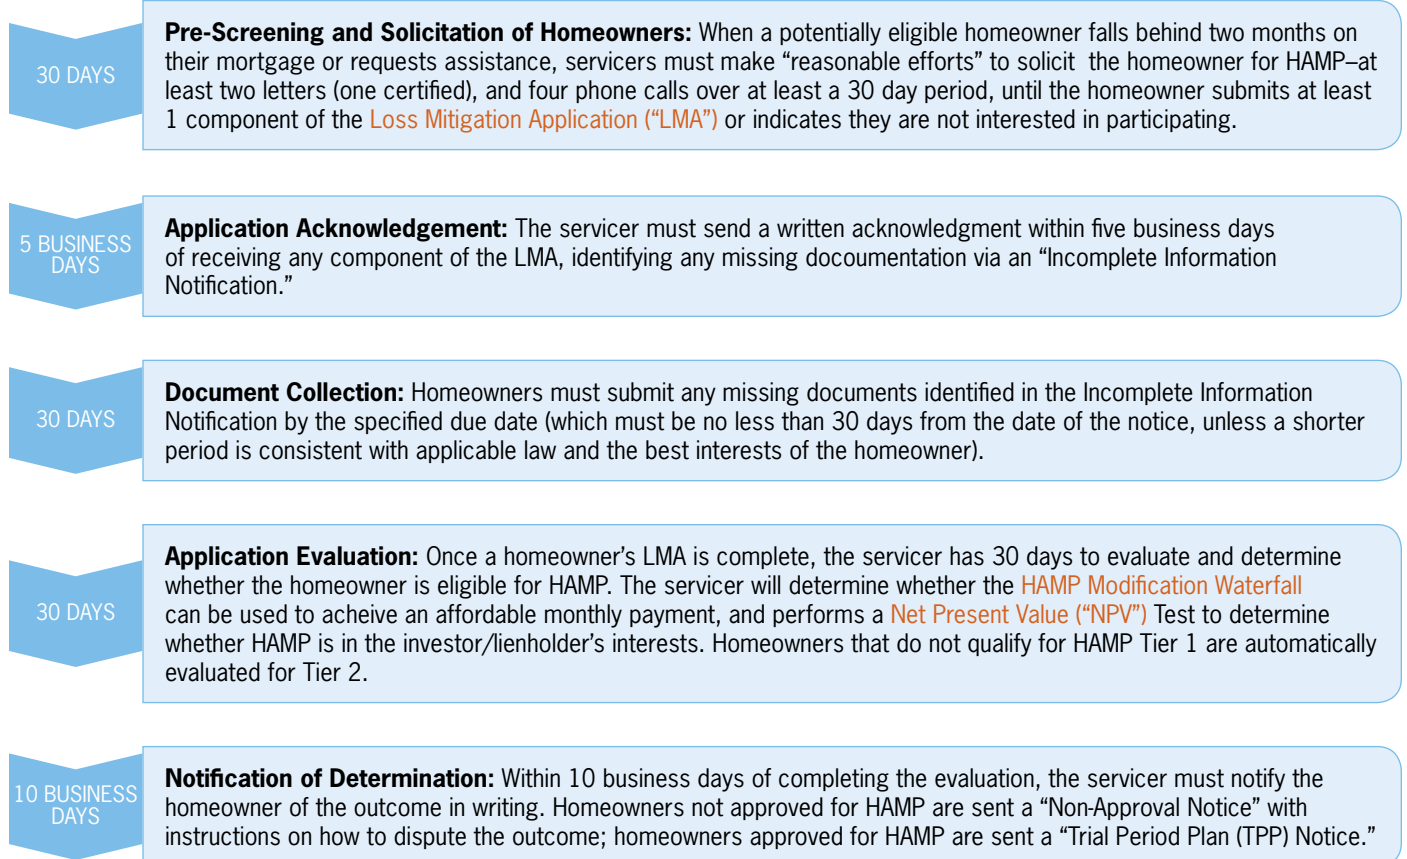 30 DAYS
Pre-Screening and Solicitation of Homeowners: When a potentially eligible homeowner falls behind two months on
their mortgage or requests assistance, servicers must make “reasonable efforts” to solicit the homeowner for HAMP–at
least two letters (one certified), and four phone calls over at least a 30 day period, until the homeowner submits at least
1 component of the Loss Mitigation Application (“LMA”) or indicates they are not interested in participating.
5 BUSINESS
DAYS
Application Acknowledgement: The servicer must send a written acknowledgment within five business days
of receiving any component of the LMA, identifying any missing docoumentation via an “Incomplete Information
Notification.”
30 DAYS
Document Collection: Homeowners must submit any missing documents identified in the Incomplete Information
Notification by the specified due date (which must be no less than 30 days from the date of the notice, unless a shorter
period is consistent with applicable law and the best interests of the homeowner).
30 DAYS
Application Evaluation: Once a homeowner’s LMA is complete, the servicer has 30 days to evaluate and determine
whether the homeowner is eligible for HAMP. The servicer will determine whether the HAMP Modification Waterfall
can be used to acheive an affordable monthly payment, and performs a Net Present Value (“NPV”) Test to determine
whether HAMP is in the investor/lienholder’s interests. Homeowners that do not qualify for HAMP Tier 1 are automatically
evaluated for Tier 2.
10 BUSINESS
DAYS
Notification of Determination: Within 10 business days of completing the evaluation, the servicer must notify the
homeowner of the outcome in writing. Homeowners not approved for HAMP are sent a “Non-Approval Notice” with
instructions on how to dispute the outcome; homeowners approved for HAMP are sent a “Trial Period Plan (TPP) Notice.”